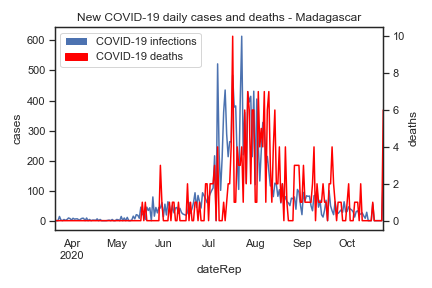 New COVID-19 daily cases and deaths - Madagascar
COVID-19 infections
COVID-19 deaths
cases
600
500
400
300
200
100
0
deaths
10
8
6
4
2
0
Apr May Jun Jul Aug Sep Oct
2020
dateRep